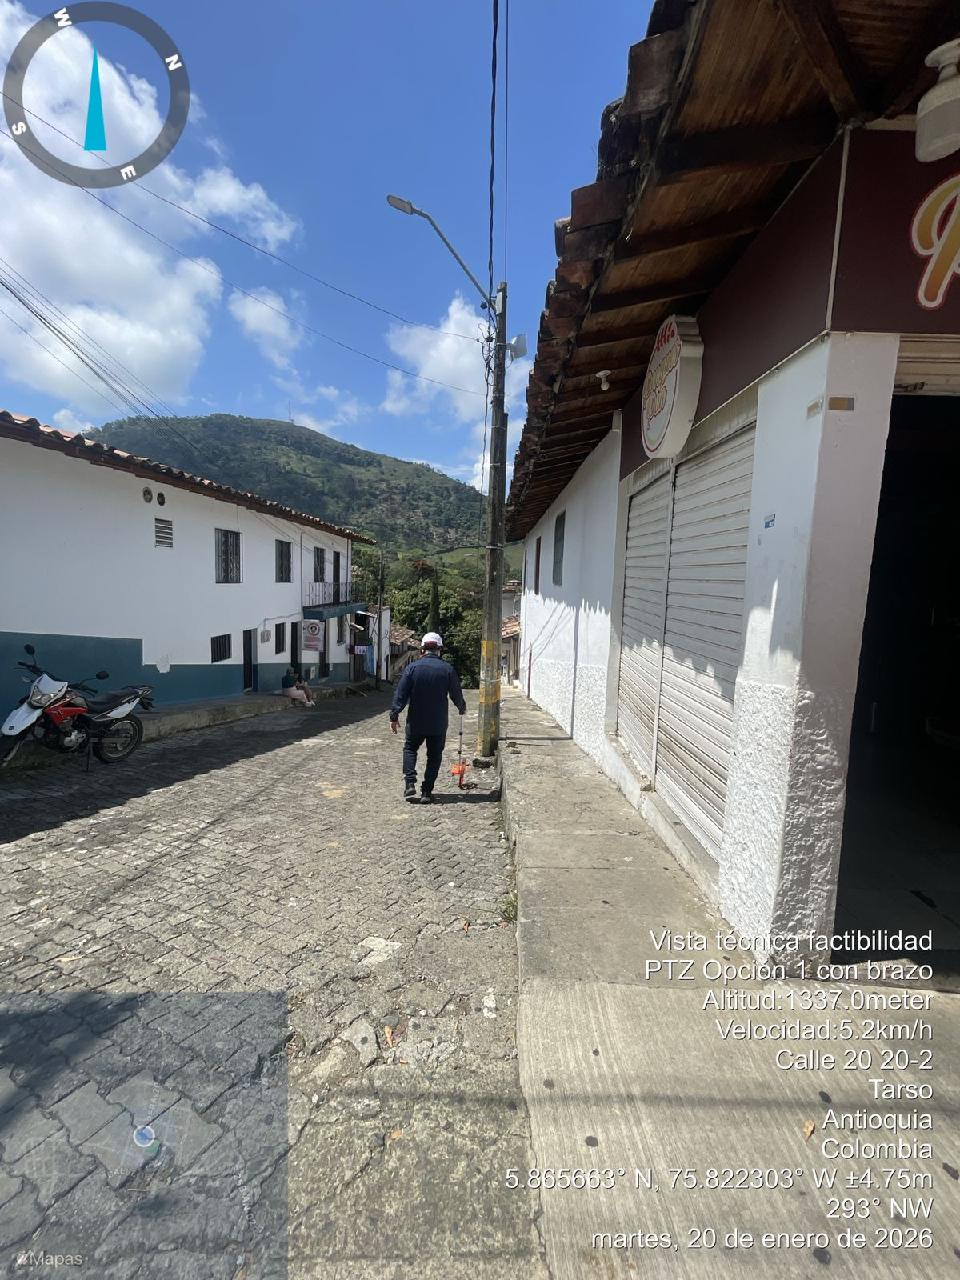 W
N
S
E
Vista técnica factibilidad
PTZ Opción 1 con brazo
Altitud:1337.0meter
Velocidad:5.2km/h
Calle 20 20-2
Tarso
Antioquia
Colombia
5.865663° N, 75.822303° W ±4.75m
293° NW
martes, 20 de enero de 2026
Mapas